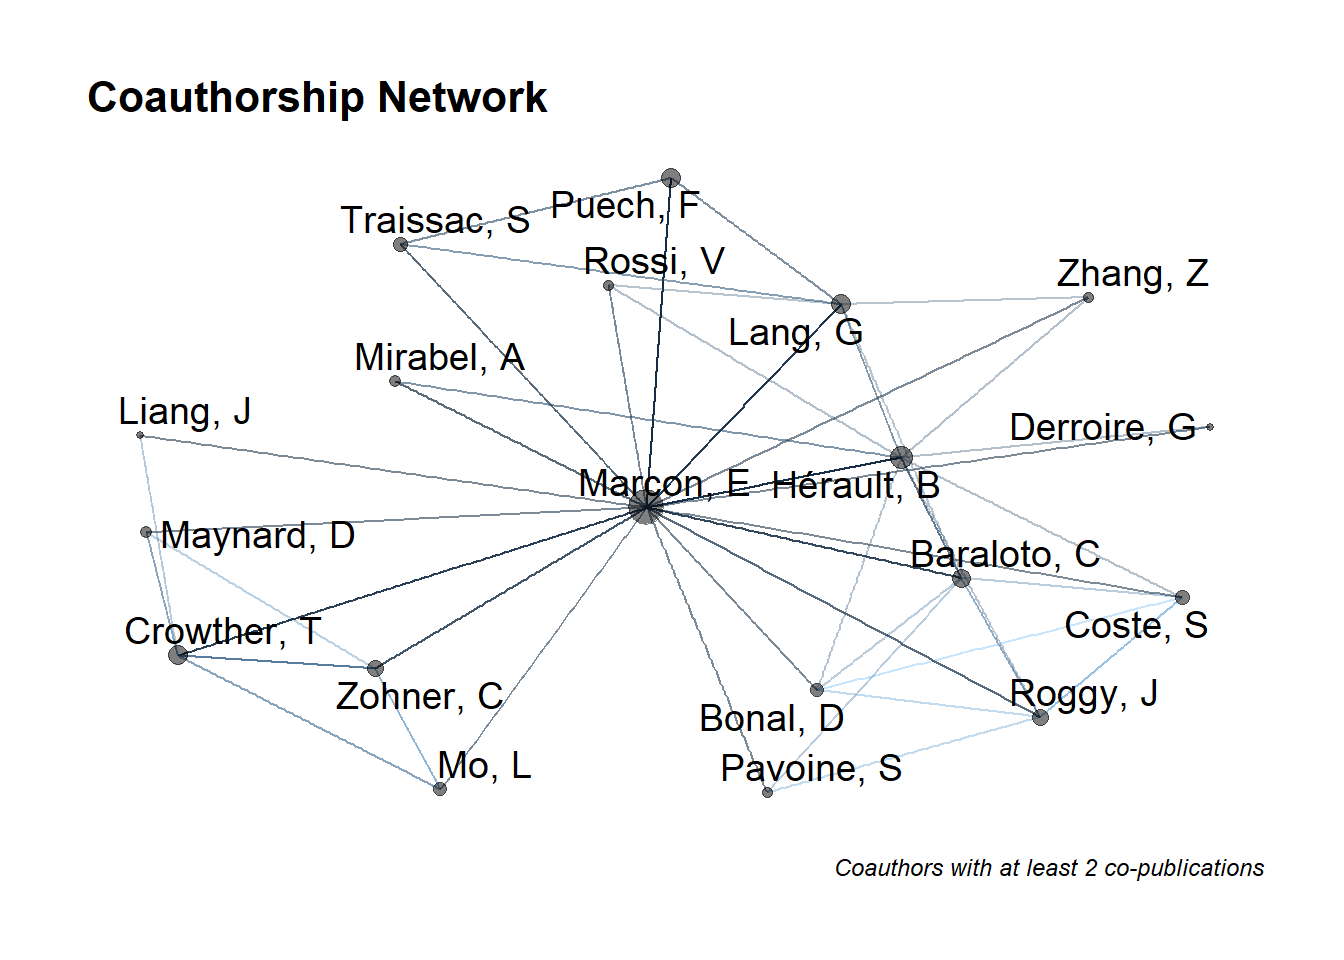 Coauthorship Network
Puech, F
Traissac, S
Rossi, V
Zhang, Z
Lang, G
Mirabel, A
Liang, J
Derroire, G
Marcon, E
Hérault, B
Maynard, D
Baraloto, C
Crowther, T
Coste, S
Zohner, C
Roggy, J
Bonal, D
Mo, L
Pavoine, S
Coauthors with at least 2 co-publications